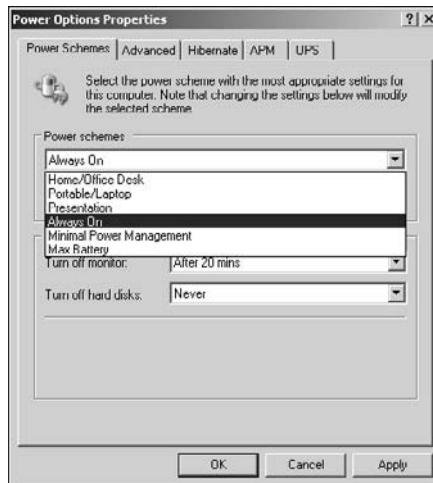 Power Options Properties
Power Schemes Advanced Hibernate APM UPS
Select the power scheme with the most appropriate settings for
this computer. Note that changing the settings below will modify
the selected scheme.
Power schemes
Always On
Home/Office Desk
Portable/Laptop
Presentation
Always On
Minimal Power Management
Max Battery
Turn off monitor: After 20 mins
Turn off hard disks: Never
OK Cancel Apply